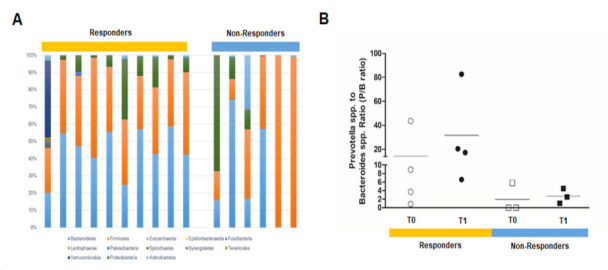 A
Responders
Non-Responders
100%
90%
80%
70%
60%
50%
40%
30%
20%
10%
0%
Bacteroidetes Firmicutes Euryarchaeota Epsilonbacteraeota Fusobacteria
Lentisphaerae Patescibacteria Spirochaetes Synergistetes Tenericutes
Verrucomicrobia Proteobacteria Actinobacteria
B
Prevotella spp. to
Bacteroides spp. Ratio (P/B ratio)
100
80
60
40
20
10
8
6
4
2
0
T0 T1 T0 T1
Responders Non-Responders